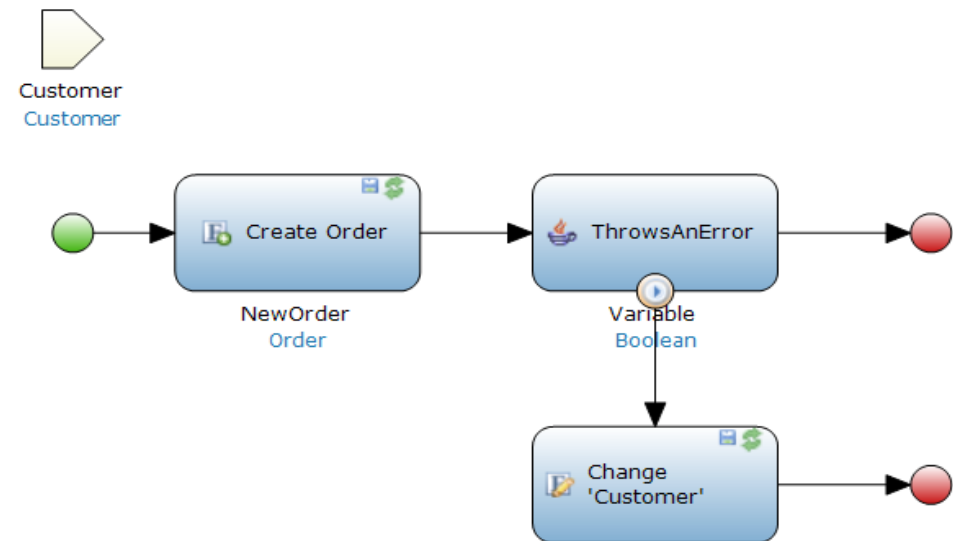 Customer
Customer
Create Order
ThrowsAnError
NewOrder
Order
Variable
Boolean
Change
'Customer'